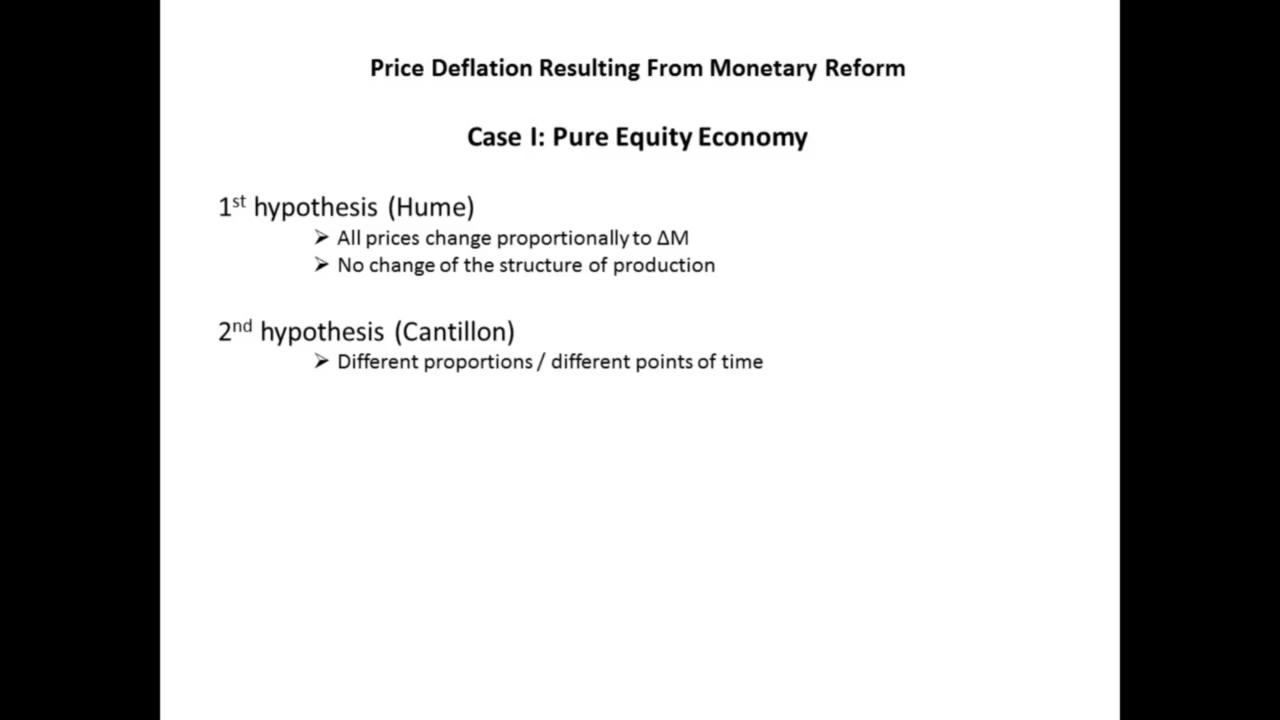 Price Deflation Resulting From Monetary Reform
Case I: Pure Equity Economy
1st hypothesis (Hume)
➢ All prices change proportionally to ΔM
➢ No change of the structure of production
2nd hypothesis (Cantillon)
➢ Different proportions / different points of time